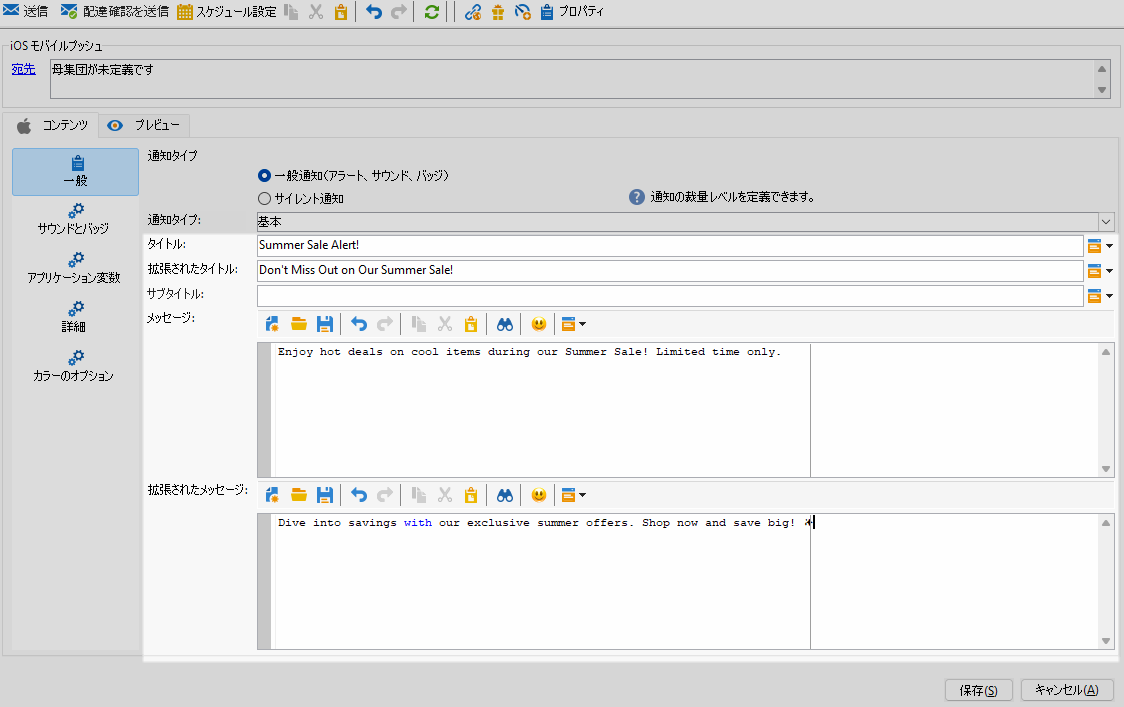 送信 配達確認を送信 スケジュール設定 プロパティ
iOS モバイルプッシュ
宛先 母集団が未定義です
コンテンツ プレビュー
一般
サウンドとバッジ
アプリケーション変数
詳細
カラーのオプション
通知タイプ
一般通知(アラート、サウンド、バッジ)
サイレント通知 ? 通知の裁量レベルを定義できます。
通知タイプ: 基本
タイトル: Summer Sale Alert!
拡張されたタイトル: Don't Miss Out on Our Summer Sale!
サブタイトル:
メッセージ:
Enjoy hot deals on cool items during our Summer Sale! Limited time only.
拡張されたメッセージ:
Dive into savings with our exclusive summer offers. Shop now and save big!
保存(S) キャンセル(A)